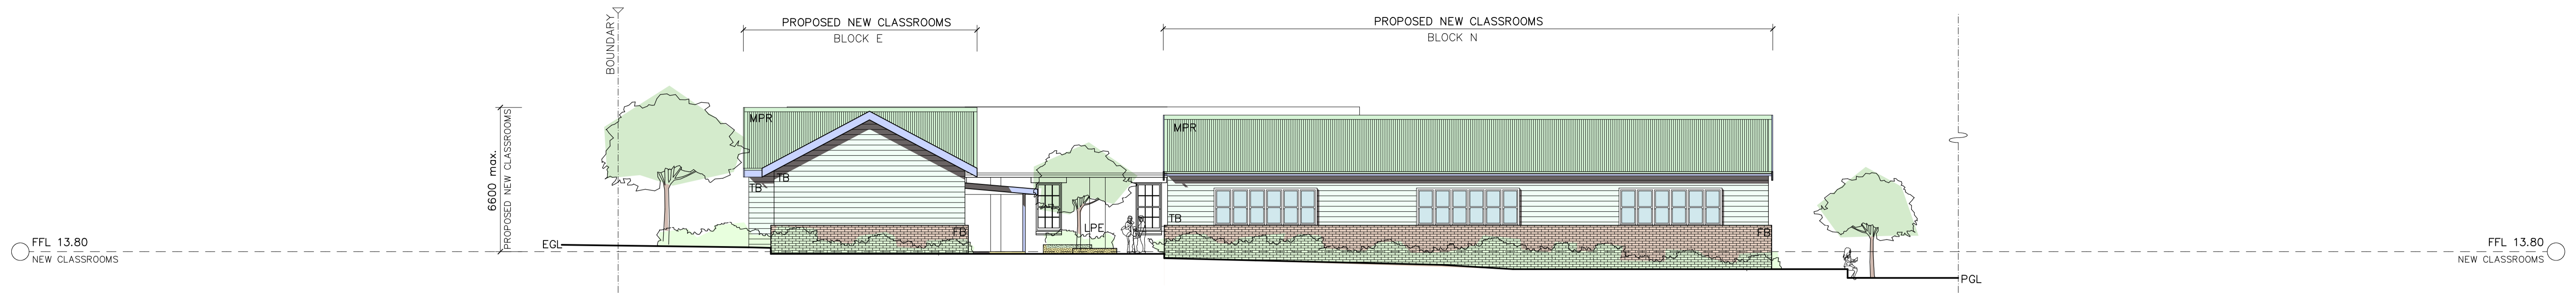 BOUNDARY
PROPOSED NEW CLASSROOMS
BLOCK E
PROPOSED NEW CLASSROOMS
BLOCK N
6600 max.
PROPOSED NEW CLASSROOMS
MPR
MPR
TB
TB
TB
LPE
FB
FB
EGL
FFL 13.80
NEW CLASSROOMS
FFL 13.80
NEW CLASSROOMS
PGL